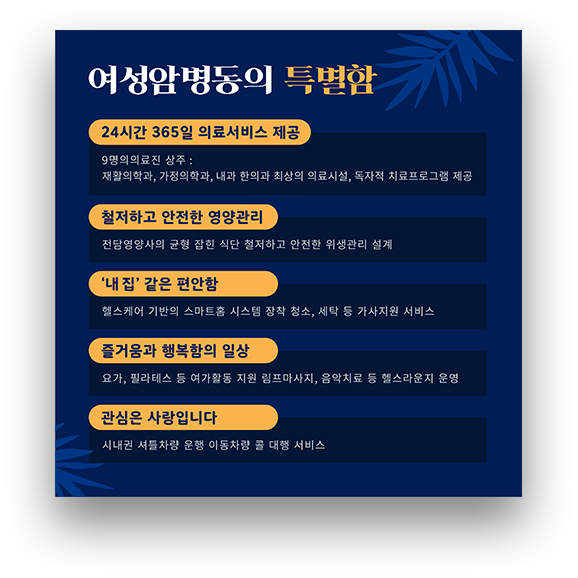 여성암병동의 특별함
24시간 365일 의료서비스 제공
9명의의료진 상주 :
재활의학과, 가정의학과, 내과 한의과 최상의 의료시설, 독자적 치료프로그램 제공
철저하고 안전한 영양관리
전담영양사의 균형 잡힌 식단 철저하고 안전한 위생관리 설계
‘내 집’ 같은 편안함
헬스케어 기반의 스마트홈 시스템 장착 청소, 세탁 등 가사지원 서비스
즐거움과 행복함의 일상
요가, 필라테스 등 여가활동 지원 림프마사지, 음악치료 등 헬스라운지 운영
관심은 사랑입니다
시내권 셔틀차량 운행 이동차량 콜 대행 서비스